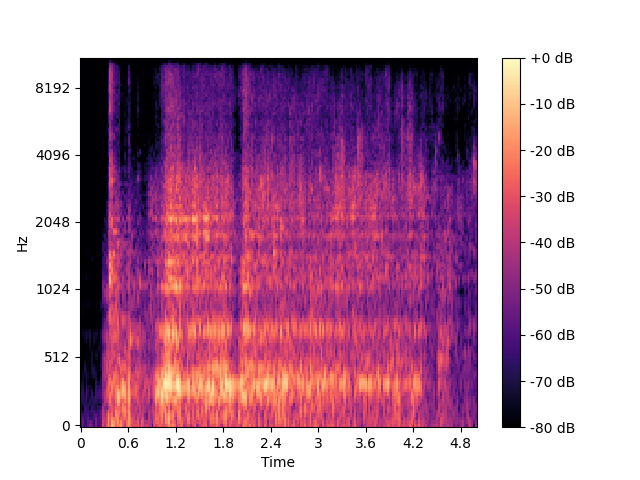 8192
4096
2048
1024
512
0
Hz
0 0.6 1.2 1.8 2.4 3 3.6 4.2 4.8
Time
+0 dB
-10 dB
-20 dB
-30 dB
-40 dB
-50 dB
-60 dB
-70 dB
-80 dB